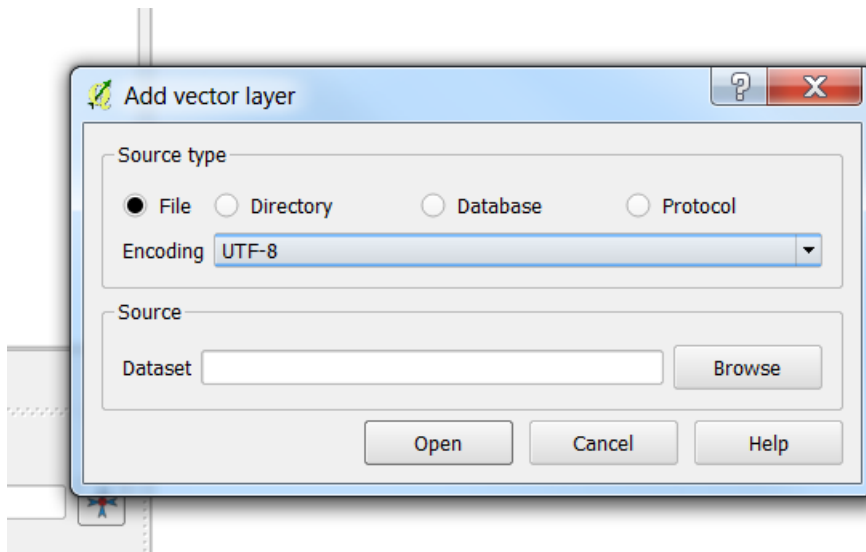 Add vector layer
Source type
File Directory Database Protocol
Encoding UTF-8
Source
Dataset Browse
Open Cancel Help